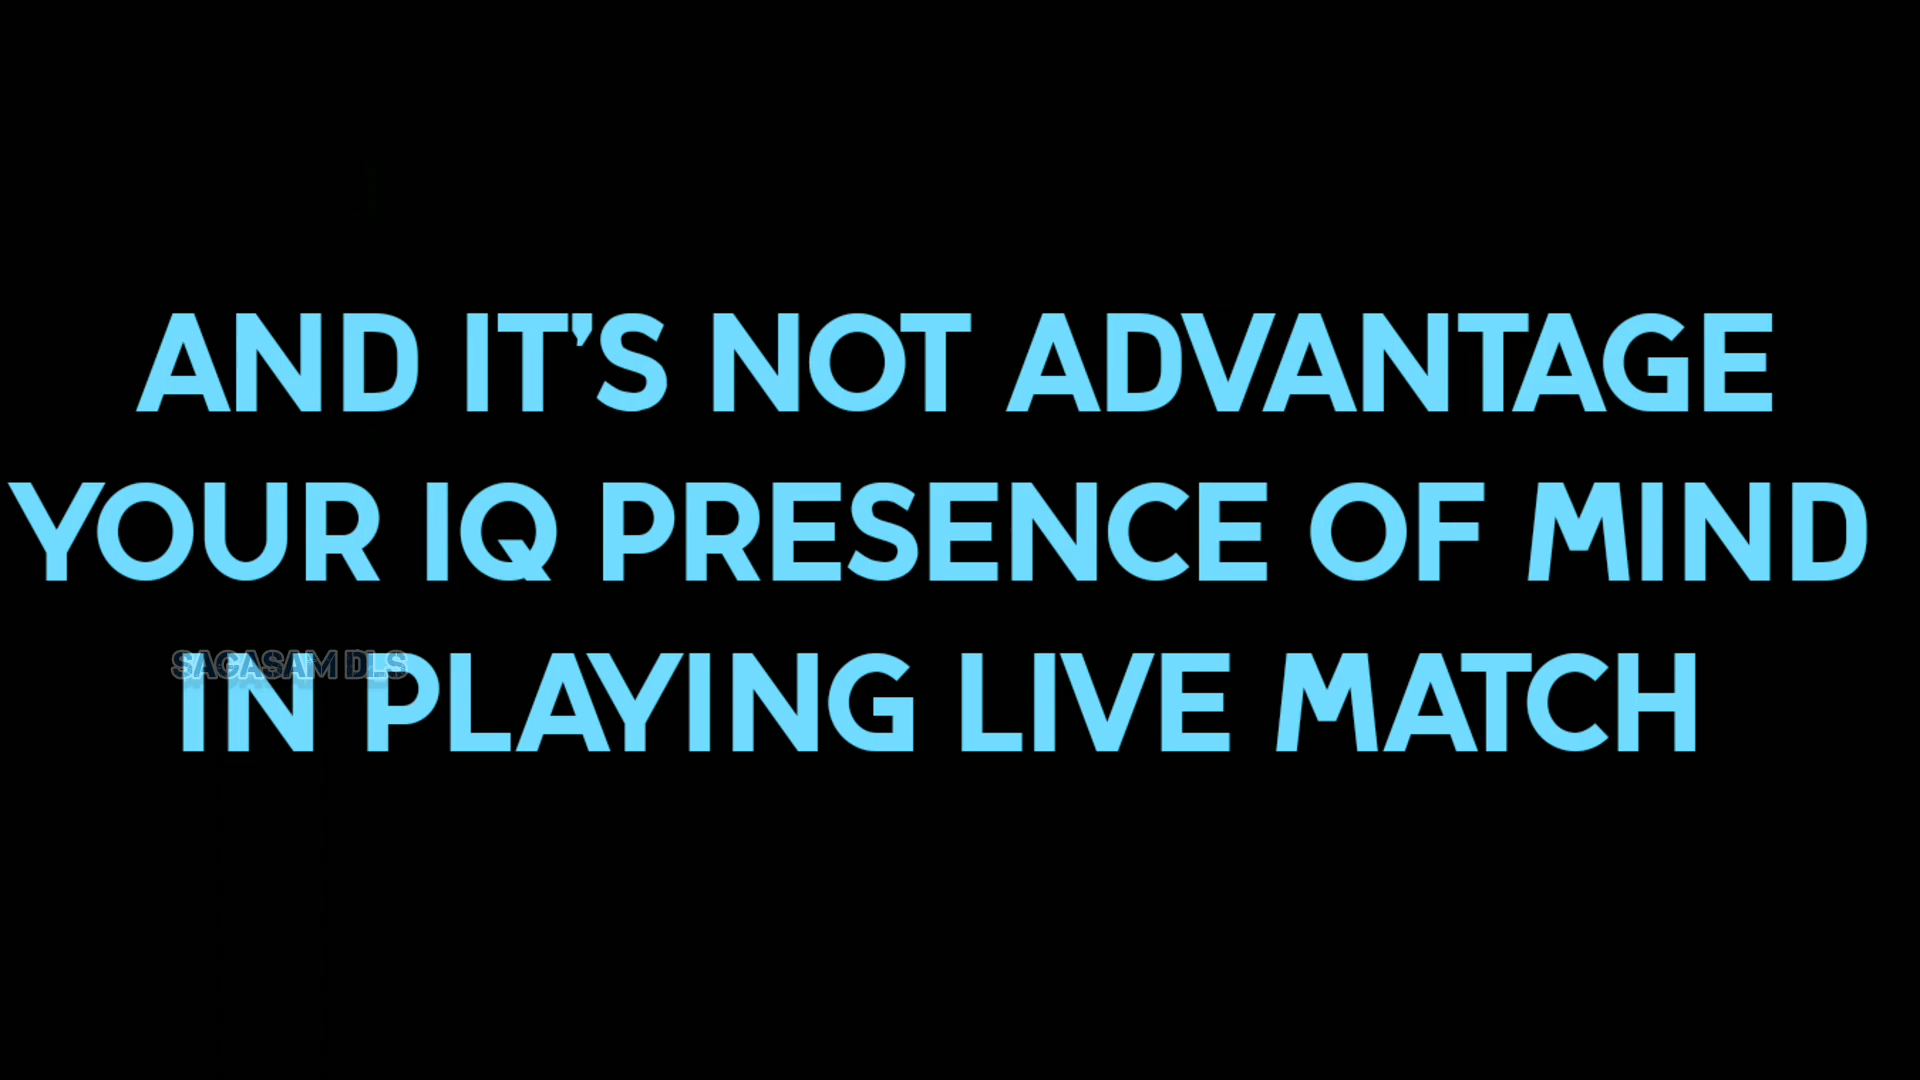 AND IT'S NOT ADVANTAGE
YOUR IQ PRESENCE OF MIND
SAGASAM DLS
IN PLAYING LIVE MATCH